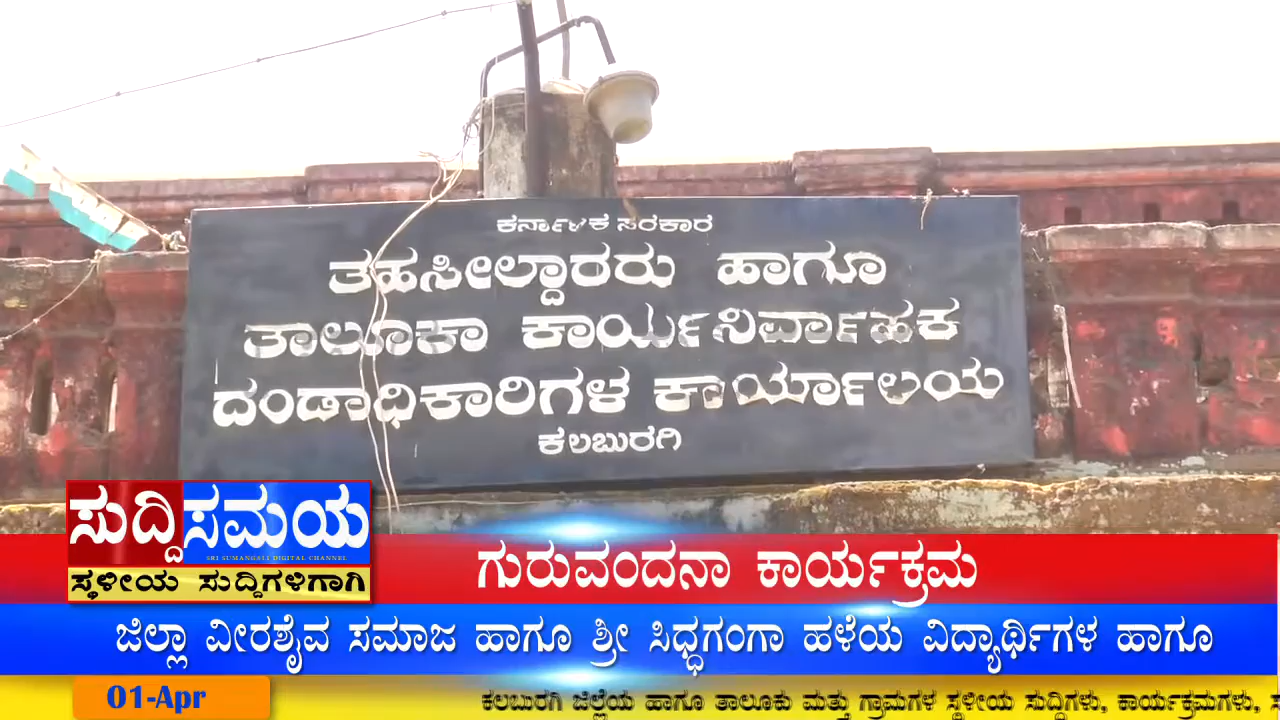 ಕರ್ನಾಟಕ ಸರಕಾರ
ತಹಸೀಲ್ದಾರರು ಹಾಗೂ
ತಾಲೂಕಾ ಕಾರ್ಯನಿರ್ವಾಹಕ
ದಂಡಾಧಿಕಾರಿಗಳ ಕಾರ್ಯಾಲಯ
ಕಲಬುರಗಿ
ಸುದ್ದಿ ಸಮಯ
SRI SUMANGALI DIGITAL CHANNEL
ಸ್ಥಳೀಯ ಸುದ್ದಿಗಳಿಗಾಗಿ
ಗುರುವಂದನಾ ಕಾರ್ಯಕ್ರಮ
ಜಿಲ್ಲಾ ವೀರಶೈವ ಸಮಾಜ ಹಾಗೂ ಶ್ರೀ ಸಿಧ್ಧಗಂಗಾ ಹಳೆಯ ವಿದ್ಯಾರ್ಥಿಗಳ ಹಾಗೂ
01-Apr
ಕಲಬುರಗಿ ಜಿಲ್ಲೆಯ ಹಾಗೂ ತಾಲೂಕು ಮತ್ತು ಗ್ರಾಮಗಳ ಸ್ಥಳೀಯ ಸುದ್ದಿಗಳು, ಕಾರ್ಯಕ್ರಮಗಳು,